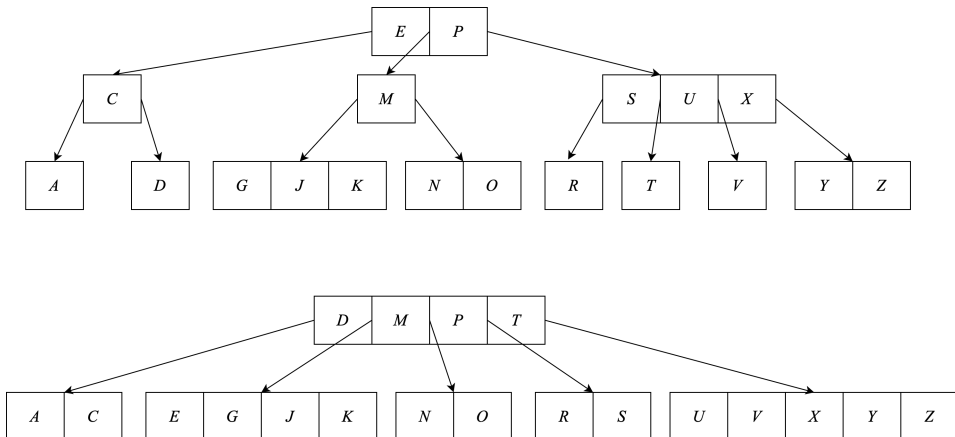 E P
C M S U X
A D G J K N O R T V Y Z
D M P T
A C E G J K N O R S U V X Y Z